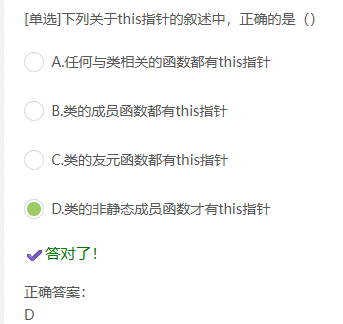 [单选]下列关于this指针的叙述中，正确的是（）
A.任何与类相关的函数都有this指针
B.类的成员函数都有this指针
C.类的友元函数都有this指针
D.类的非静态成员函数才有this指针
答对了！
正确答案：
D